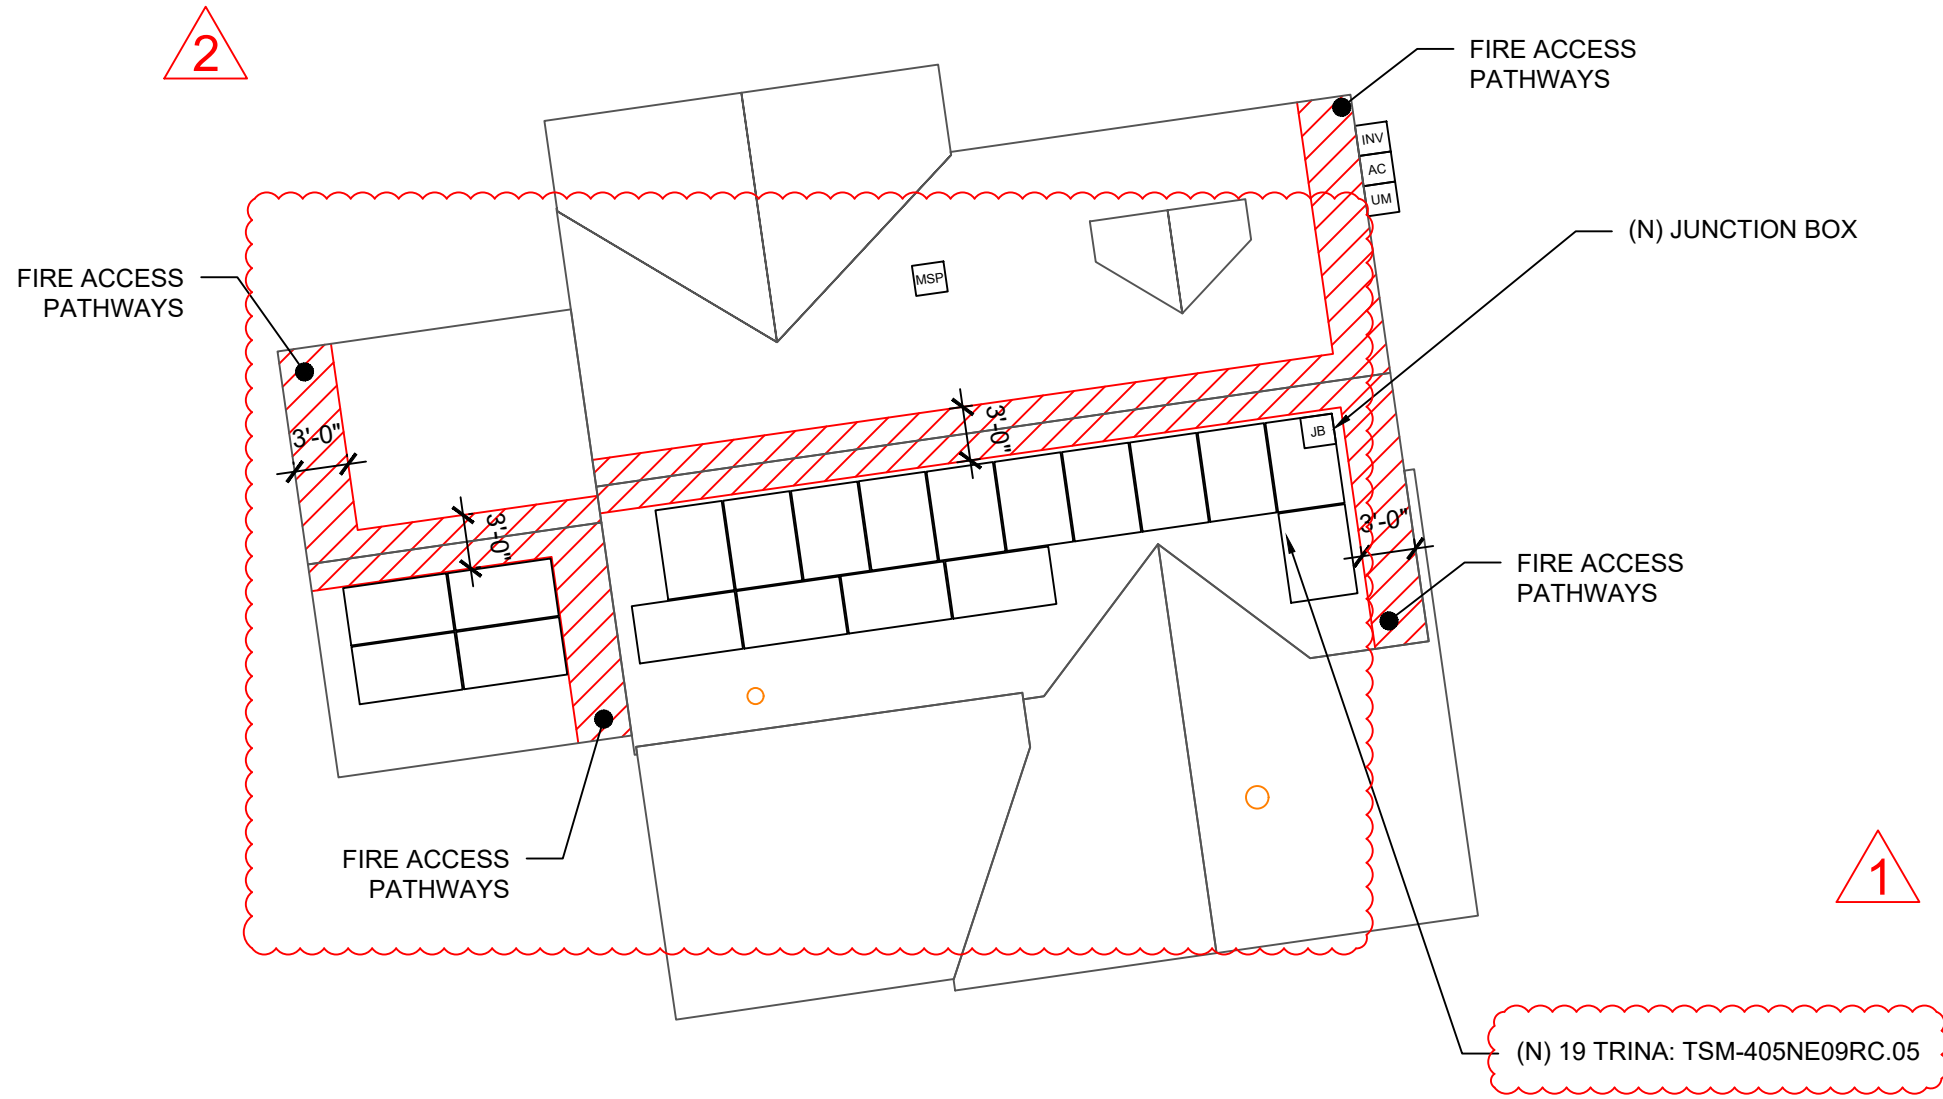 2
FIRE ACCESS
PATHWAYS
INV
AC
UM
(N) JUNCTION BOX
FIRE ACCESS
PATHWAYS
MSP
3'-0"
3'-0"
JB
3'-0"
3'-0"
FIRE ACCESS
PATHWAYS
FIRE ACCESS
PATHWAYS
1
(N) 19 TRINA: TSM-405NE09RC.05